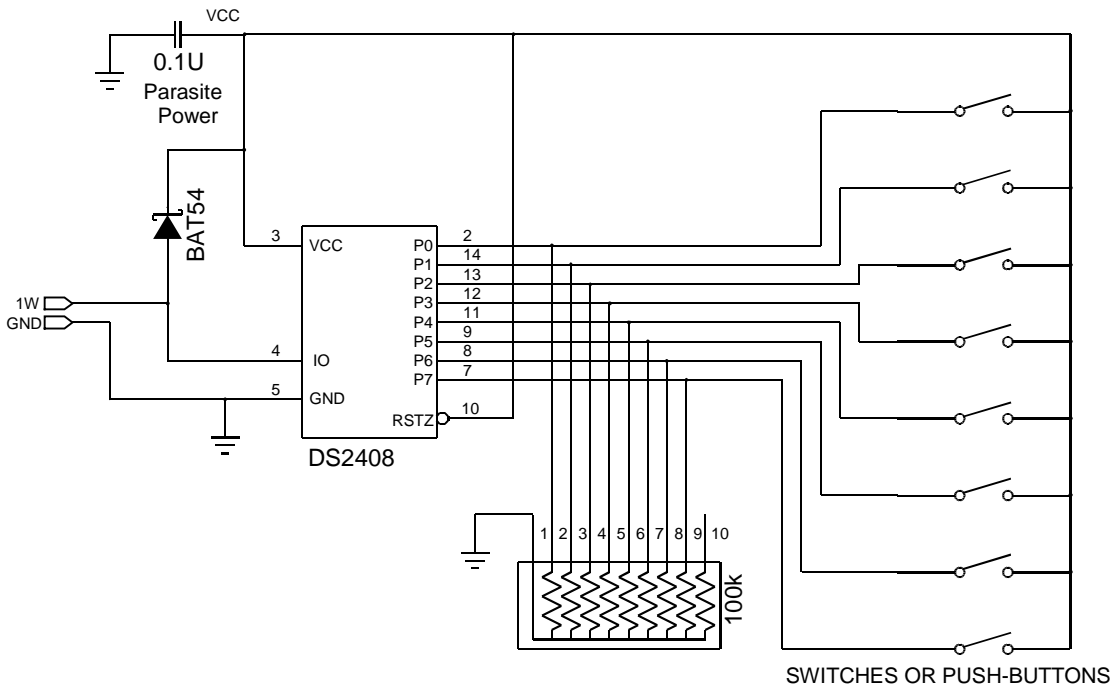 VCC
0.1U
Parasite
Power
BAT54
1W
GND
3
VCC
4
IO
5
GND
P0
2
P1
14
P2
13
P3
12
P4
11
P5
9
P6
8
P7
7
RSTZ
10
DS2408
1 2 3 4 5 6 7 8 9 10
100k
SWITCHES OR PUSH-BUTTONS